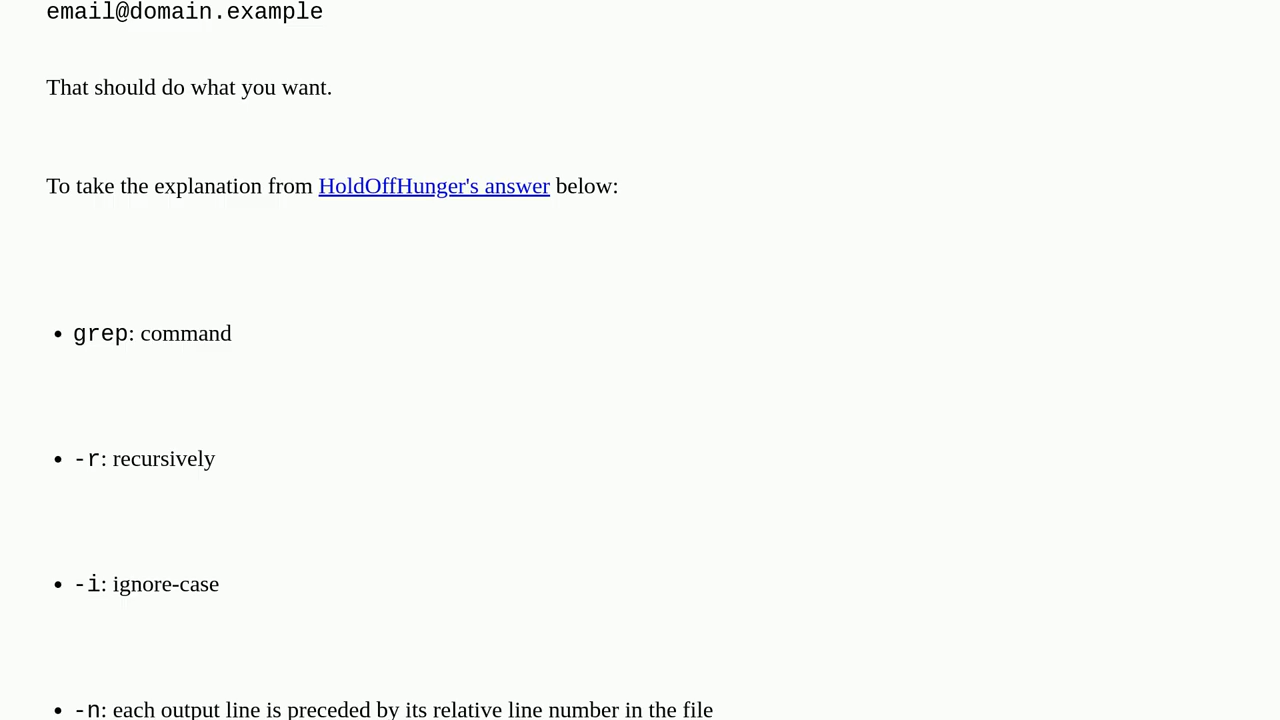 email@domain.example
That should do what you want.
To take the explanation from HoldOffHunger's answer below:
• grep: command
• -r: recursively
• -i: ignore-case
• -n: each output line is preceded by its relative line number in the file